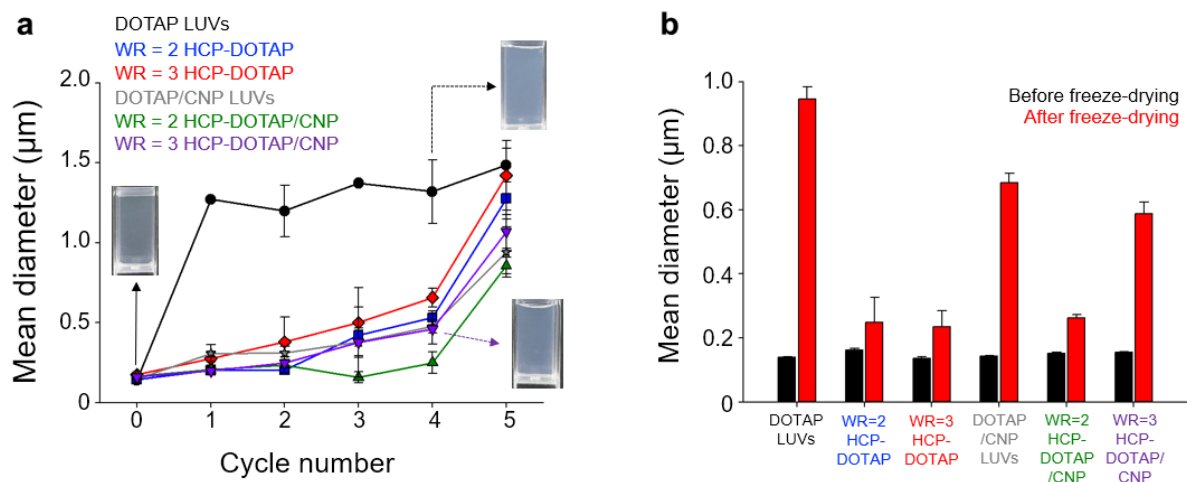 a
DOTAP LUVs
WR = 2 HCP-DOTAP
WR = 3 HCP-DOTAP
DOTAP/CNP LUVs
WR = 2 HCP-DOTAP/CNP
WR = 3 HCP-DOTAP/CNP
Mean diameter (µm)
2.0
1.5
1.0
0.5
0
0
1
2
3
4
5
Cycle number
b
Before freeze-drying
After freeze-drying
Mean diameter (µm)
1.0
0.8
0.6
0.4
0.2
0
DOTAP
LUVs
WR=2
HCP-
DOTAP
WR=3
HCP-
DOTAP
DOTAP
/CNP
LUVs
WR=2
HCP-
DOTAP
/CNP
WR=3
HCP-
DOTAP/
CNP